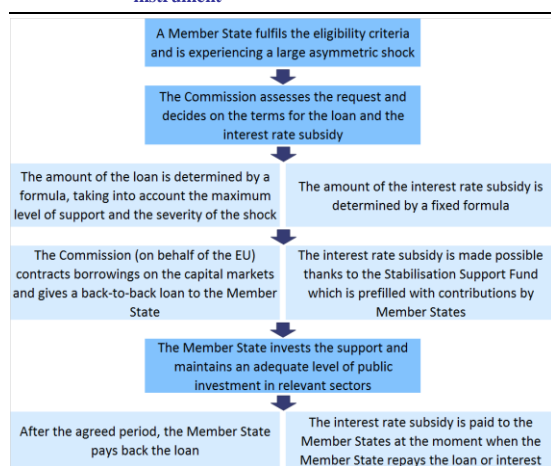 instrument
A Member State fulfils the eligibility criteria
and is experiencing a large asymmetric shock
The Commission assesses the request and
decides on the terms for the loan and the
interest rate subsidy
The amount of the loan is determined by a
formula, taking into account the maximum
level of support and the severity of the shock
The amount of the interest rate subsidy is
determined by a fixed formula
The Commission (on behalf of the EU)
contracts borrowings on the capital markets
and gives a back-to-back loan to the Member
State
The interest rate subsidy is made possible
thanks to the Stabilisation Support Fund
which is prefilled with contributions by
Member States
The Member State invests the support and
maintains an adequate level of public
investment in relevant sectors
After the agreed period, the Member State
pays back the loan
The interest rate subsidy is paid to the
Member States at the moment when the
Member State repays the loan or interest